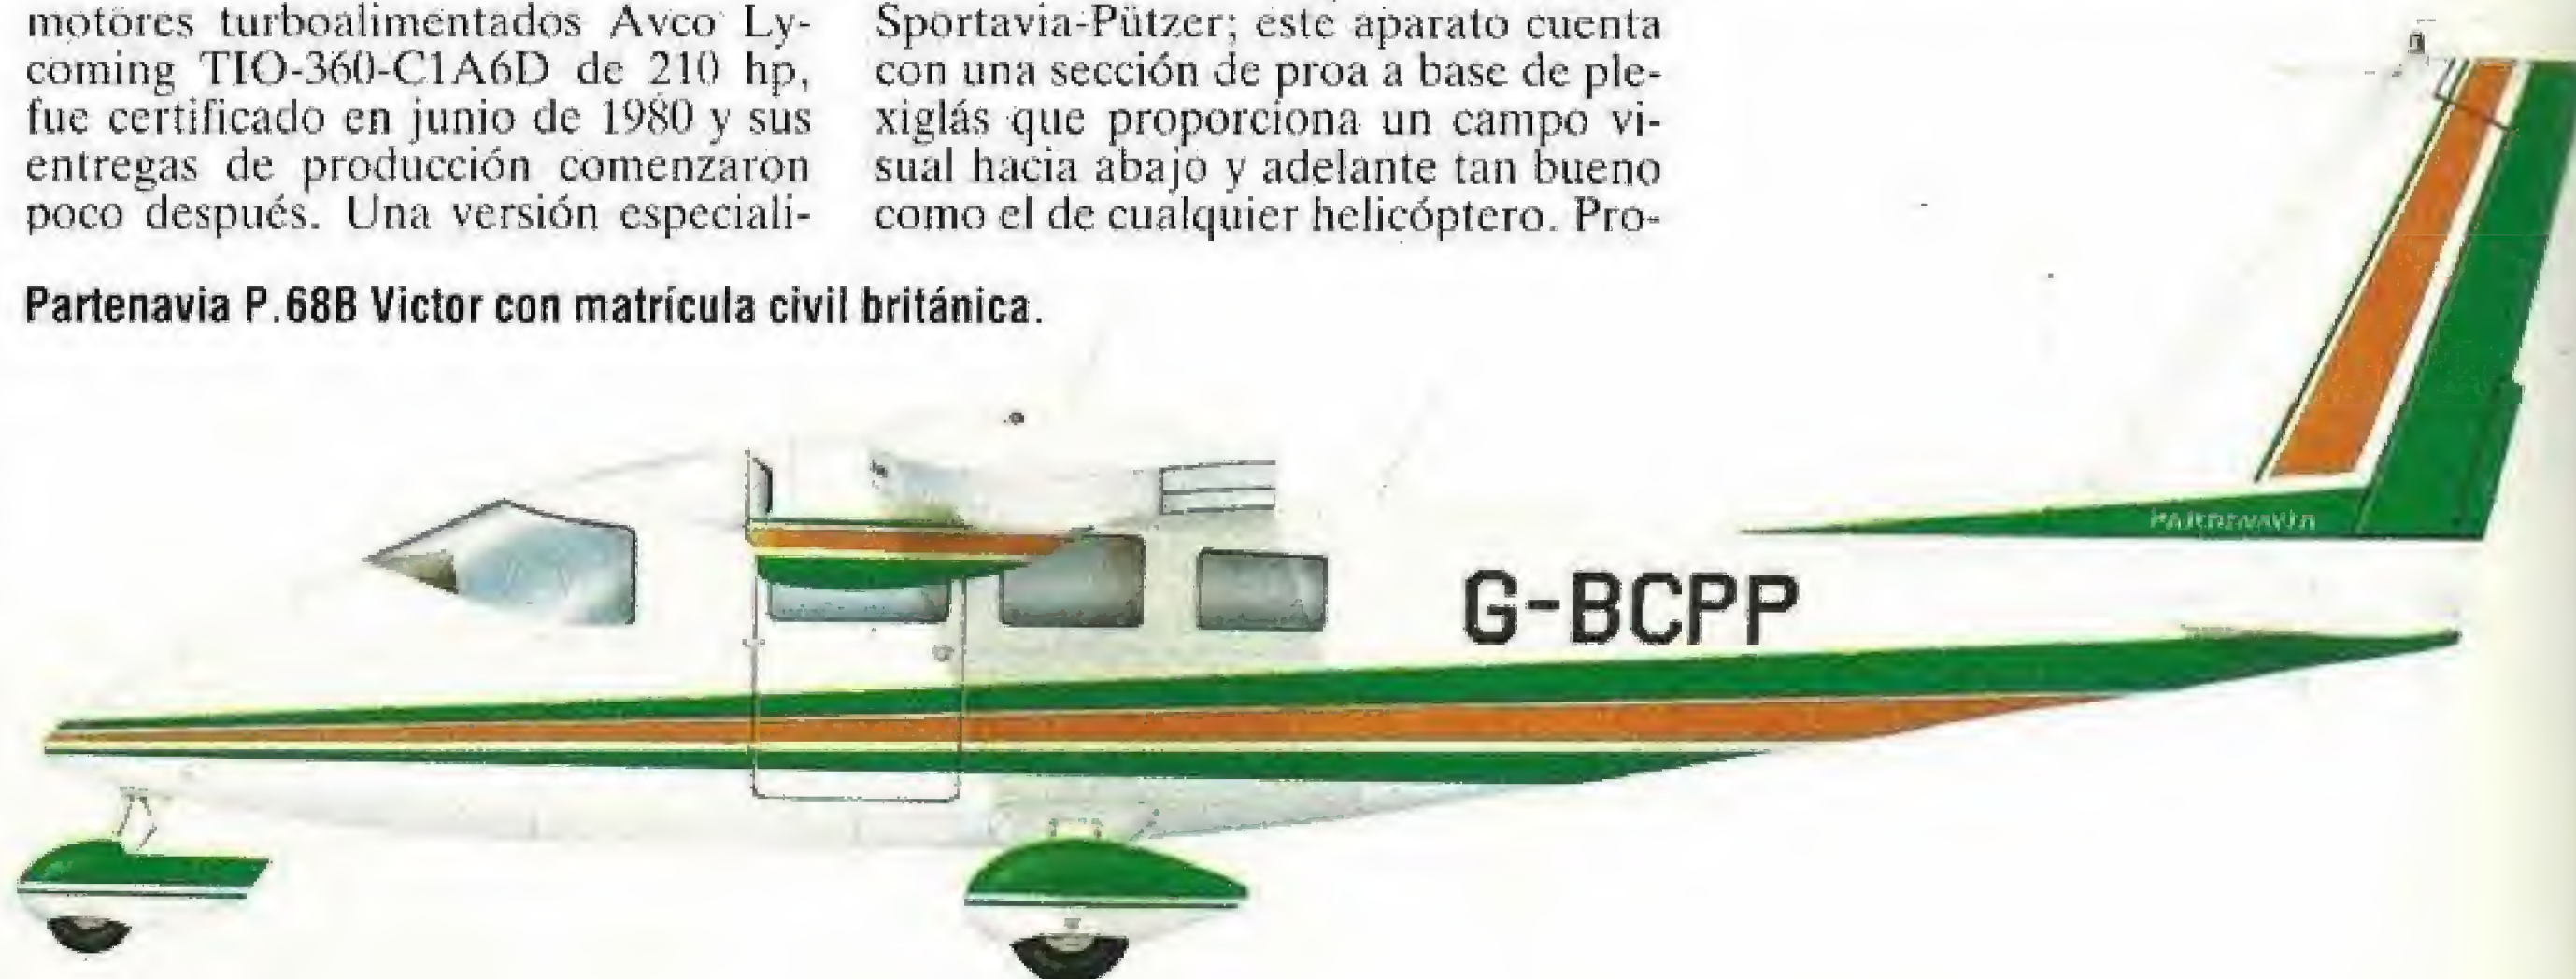 motores turboalimentados Avco Ly-
coming TIO-360-C1A6D de 210 hp,
fue certificado en junio de 1980 y sus
entregas de producción comenzaron
poco después. Una versión especiali-
Sportavia-Pützer; este aparato cuenta
con una sección de proa a base de ple-
xiglás que proporciona un campo vi-
sual hacia abajo y adelante tan bueno
como el de cualquier helicóptero. Pro-
Partenavia P.68B Victor con matrícula civil británica.
PARTENAVIA
G-BCPP